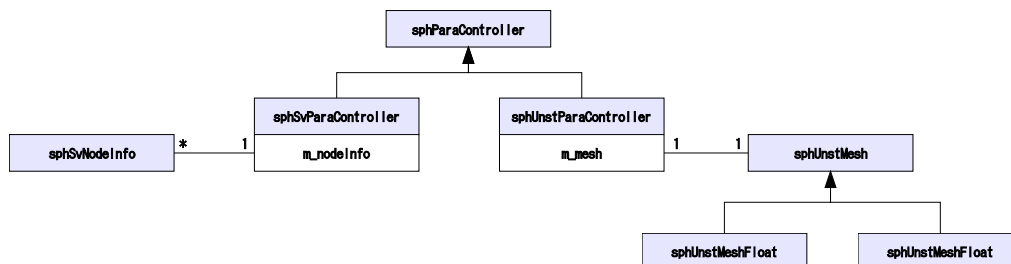 sphParaController
sphSvParaController
sphUnstParaController
sphSvNodeInfo
*
1
m_nodeInfo
m_mesh
1
1
sphUnstMesh
sphUnstMeshFloat
sphUnstMeshFloat